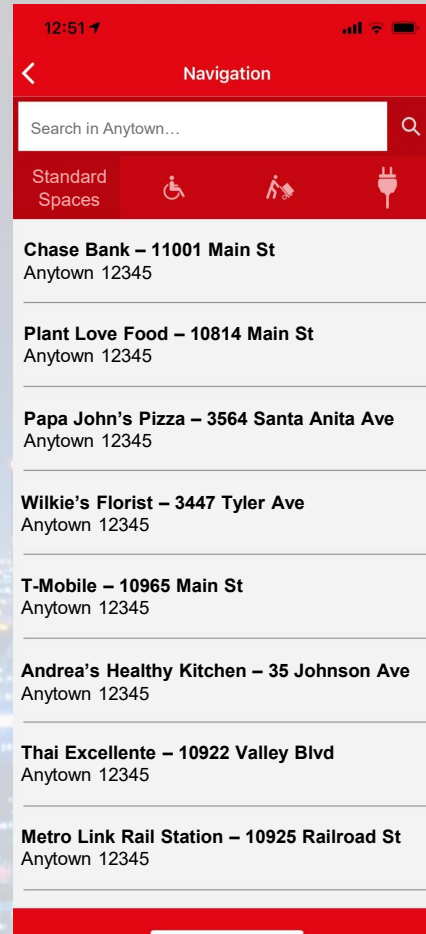 12:51
Navigation
Search in Anytown…
Standard
Spaces
Chase Bank – 11001 Main St
Anytown 12345
Plant Love Food – 10814 Main St
Anytown 12345
Papa John’s Pizza – 3564 Santa Anita Ave
Anytown 12345
Wilkie’s Florist – 3447 Tyler Ave
Anytown 12345
T-Mobile – 10965 Main St
Anytown 12345
Andrea’s Healthy Kitchen – 35 Johnson Ave
Anytown 12345
Thai Excellente – 10922 Valley Blvd
Anytown 12345
Metro Link Rail Station – 10925 Railroad St
Anytown 12345